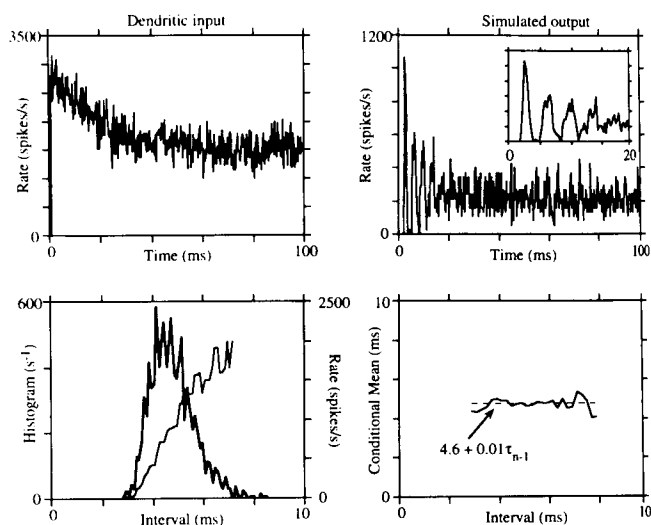 Dendritic input
3500
Rate (spikes/s)
0
0
Time (ms)
100
Simulated output
1200
Rate (spikes/s)
0
0
Time (ms)
100
0
20
600
Histogram (s⁻¹)
0
0
Interval (ms)
10
2500
Rate (spikes/s)
0
10
Conditional Mean (ms)
0
0
Interval (ms)
10
4.6 + 0.01τₙ₋₁